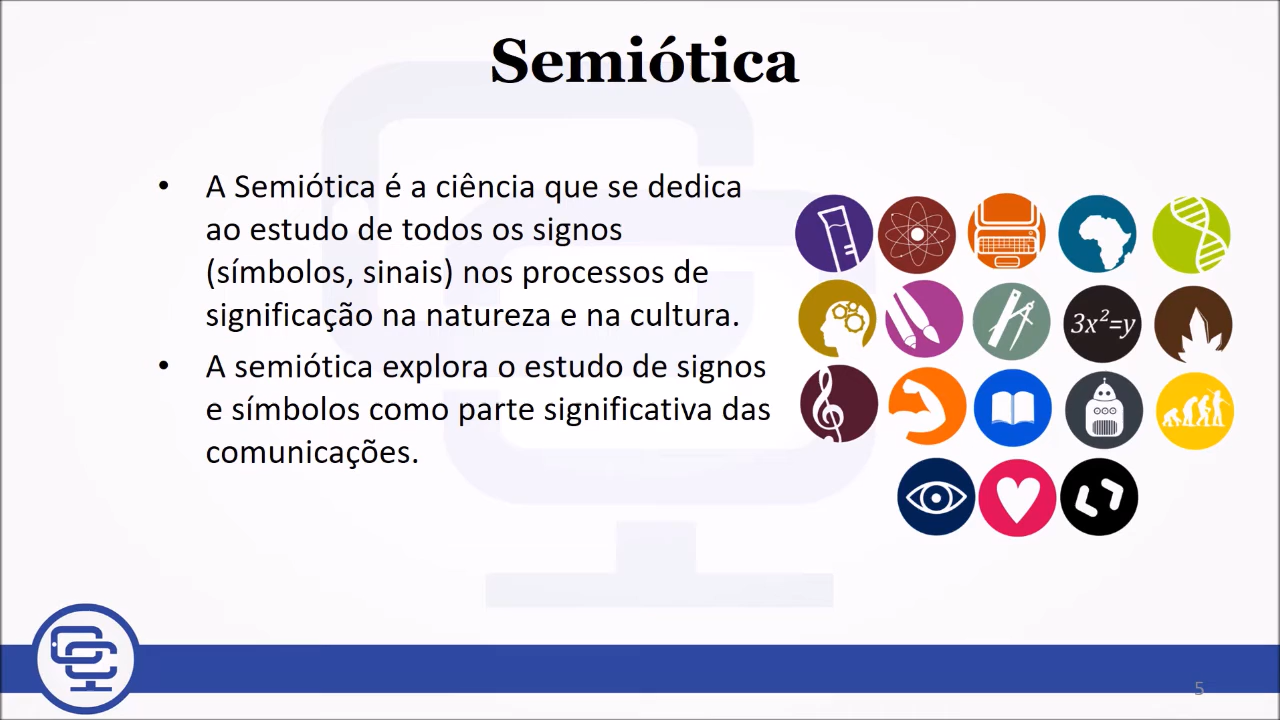 Semiótica
• A Semiótica é a ciência que se dedica
ao estudo de todos os signos
(símbolos, sinais) nos processos de
significação na natureza e na cultura.
• A semiótica explora o estudo de signos
e símbolos como parte significativa das
comunicações.
3x²=y
5